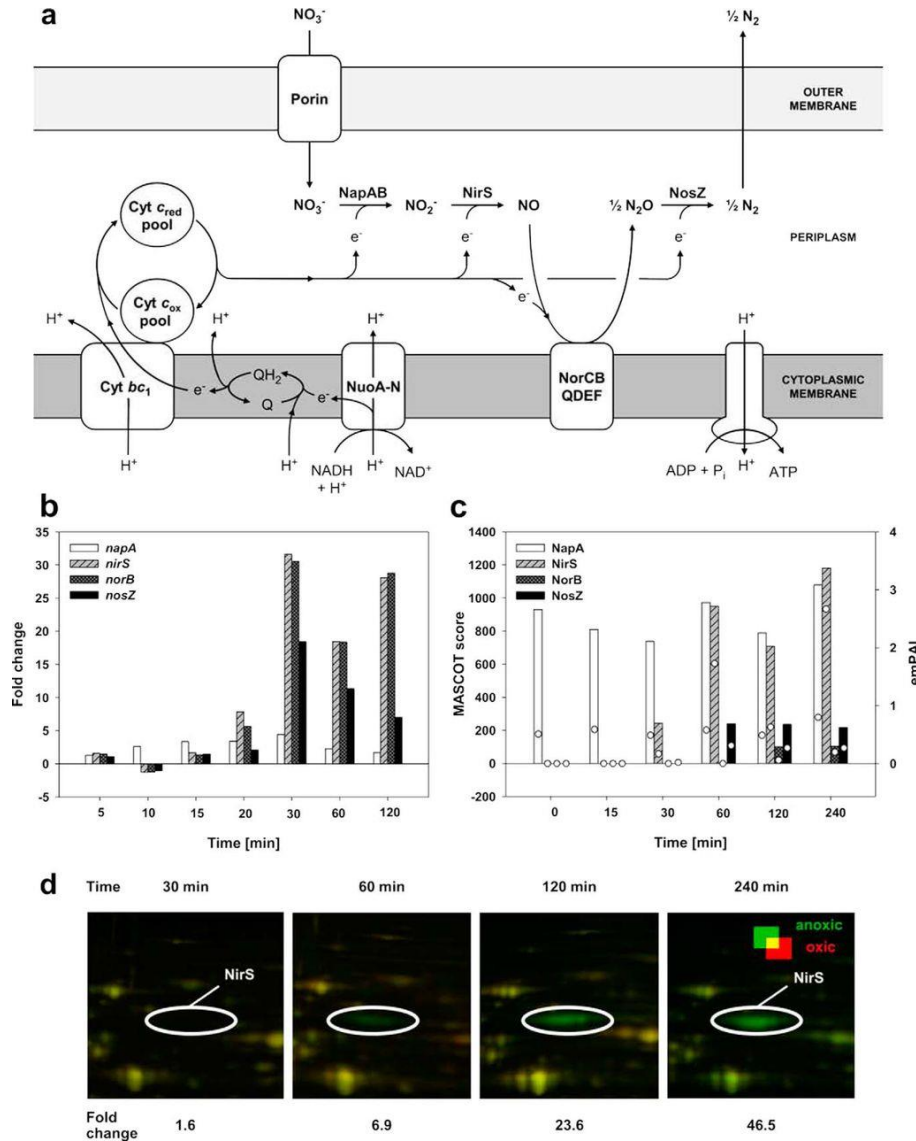 a
NO₃⁻
½ N₂
Porin
OUTER
MEMBRANE
NO₃⁻
NapAB
NO₂⁻
NirS
NO
½ N₂O
NosZ
½ N₂
e⁻
e⁻
e⁻
PERIPLASM
Cyt c_red
pool
Cyt c_ox
pool
e⁻
H⁺
H⁺
H⁺
H⁺
Cyt bc₁
e⁻
QH₂
Q
e⁻
NuoA-N
NorCB
QDEF
CYTOPLASMIC
MEMBRANE
H⁺
H⁺
NADH
+ H⁺
H⁺
NAD⁺
ADP + Pᵢ
H⁺
ATP
b
35
30
25
20
15
10
5
0
-5
Fold change
napA
nirS
norB
nosZ
5 10 15 20 30 60 120
Time [min]
c
1400
1200
1000
800
600
400
200
0
-200
MASCOT score
NapA
NirS
NorB
NosZ
4
3
2
1
0
emPAI
0 15 30 60 120 240
Time [min]
d
Time 30 min 60 min 120 min 240 min
NirS
anoxic
oxic
NirS
Fold
change 1.6 6.9 23.6 46.5